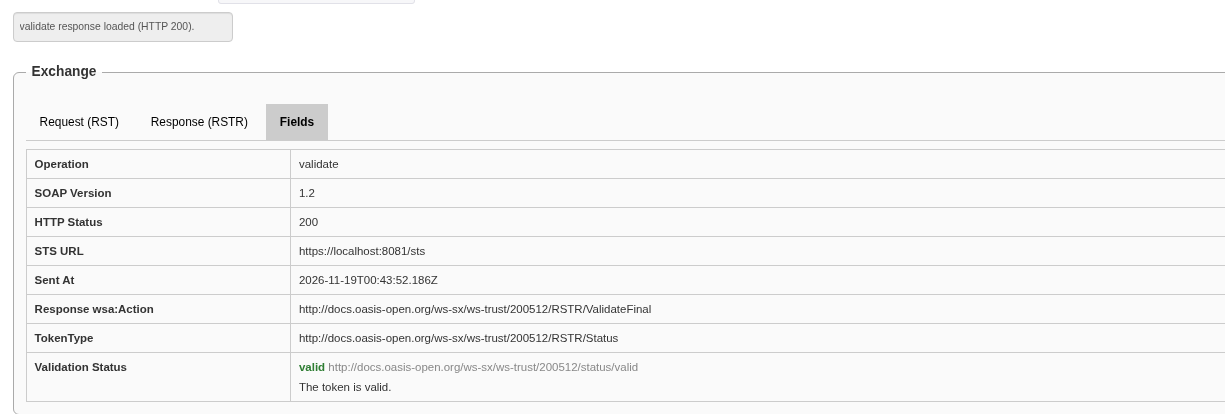 validate response loaded (HTTP 200).
Exchange
Request (RST) Response (RSTR) Fields
Operation validate
SOAP Version 1.2
HTTP Status 200
STS URL https://localhost:8081/sts
Sent At 2026-11-19T00:43:52.186Z
Response wsa:Action http://docs.oasis-open.org/ws-sx/ws-trust/200512/RSTR/ValidateFinal
TokenType http://docs.oasis-open.org/ws-sx/ws-trust/200512/RSTR/Status
Validation Status valid http://docs.oasis-open.org/ws-sx/ws-trust/200512/status/valid
The token is valid.